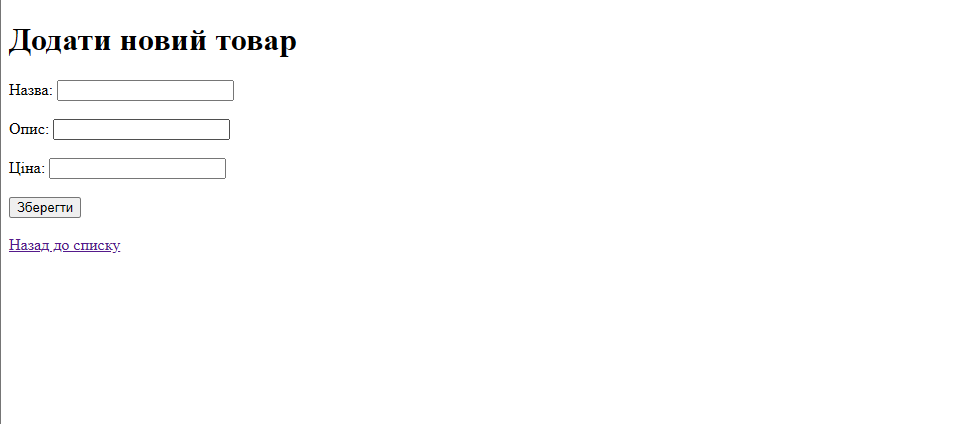 Додати новий товар
Назва:
Опис:
Ціна:
Зберегти
Назад до списку